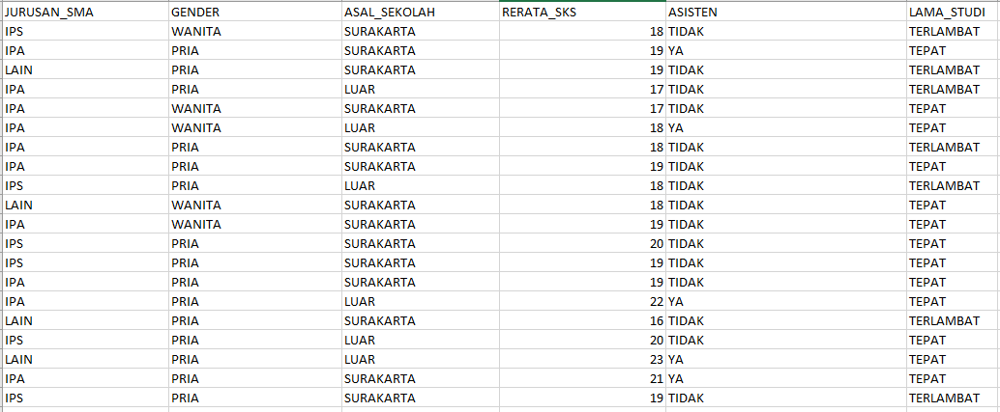 JURUSAN_SMA GENDER ASAL_SEKOLAH RERATA_SKS ASISTEN LAMA_STUDI
IPS WANITA SURAKARTA 18 TIDAK TERLAMBAT
IPA PRIA SURAKARTA 19 YA TEPAT
LAIN PRIA SURAKARTA 19 TIDAK TERLAMBAT
IPA PRIA LUAR 17 TIDAK TERLAMBAT
IPA WANITA SURAKARTA 17 TIDAK TEPAT
IPA WANITA LUAR 18 YA TEPAT
IPA PRIA SURAKARTA 18 TIDAK TERLAMBAT
IPA PRIA SURAKARTA 19 TIDAK TEPAT
IPS PRIA LUAR 18 TIDAK TERLAMBAT
LAIN WANITA SURAKARTA 18 TIDAK TEPAT
IPA WANITA SURAKARTA 19 TIDAK TEPAT
IPS PRIA SURAKARTA 20 TIDAK TEPAT
IPS PRIA SURAKARTA 19 TIDAK TEPAT
IPA PRIA SURAKARTA 19 TIDAK TEPAT
IPA PRIA LUAR 22 YA TEPAT
LAIN PRIA SURAKARTA 16 TIDAK TERLAMBAT
IPS PRIA LUAR 20 TIDAK TEPAT
LAIN PRIA LUAR 23 YA TEPAT
IPA PRIA SURAKARTA 21 YA TEPAT
IPS PRIA SURAKARTA 19 TIDAK TERLAMBAT